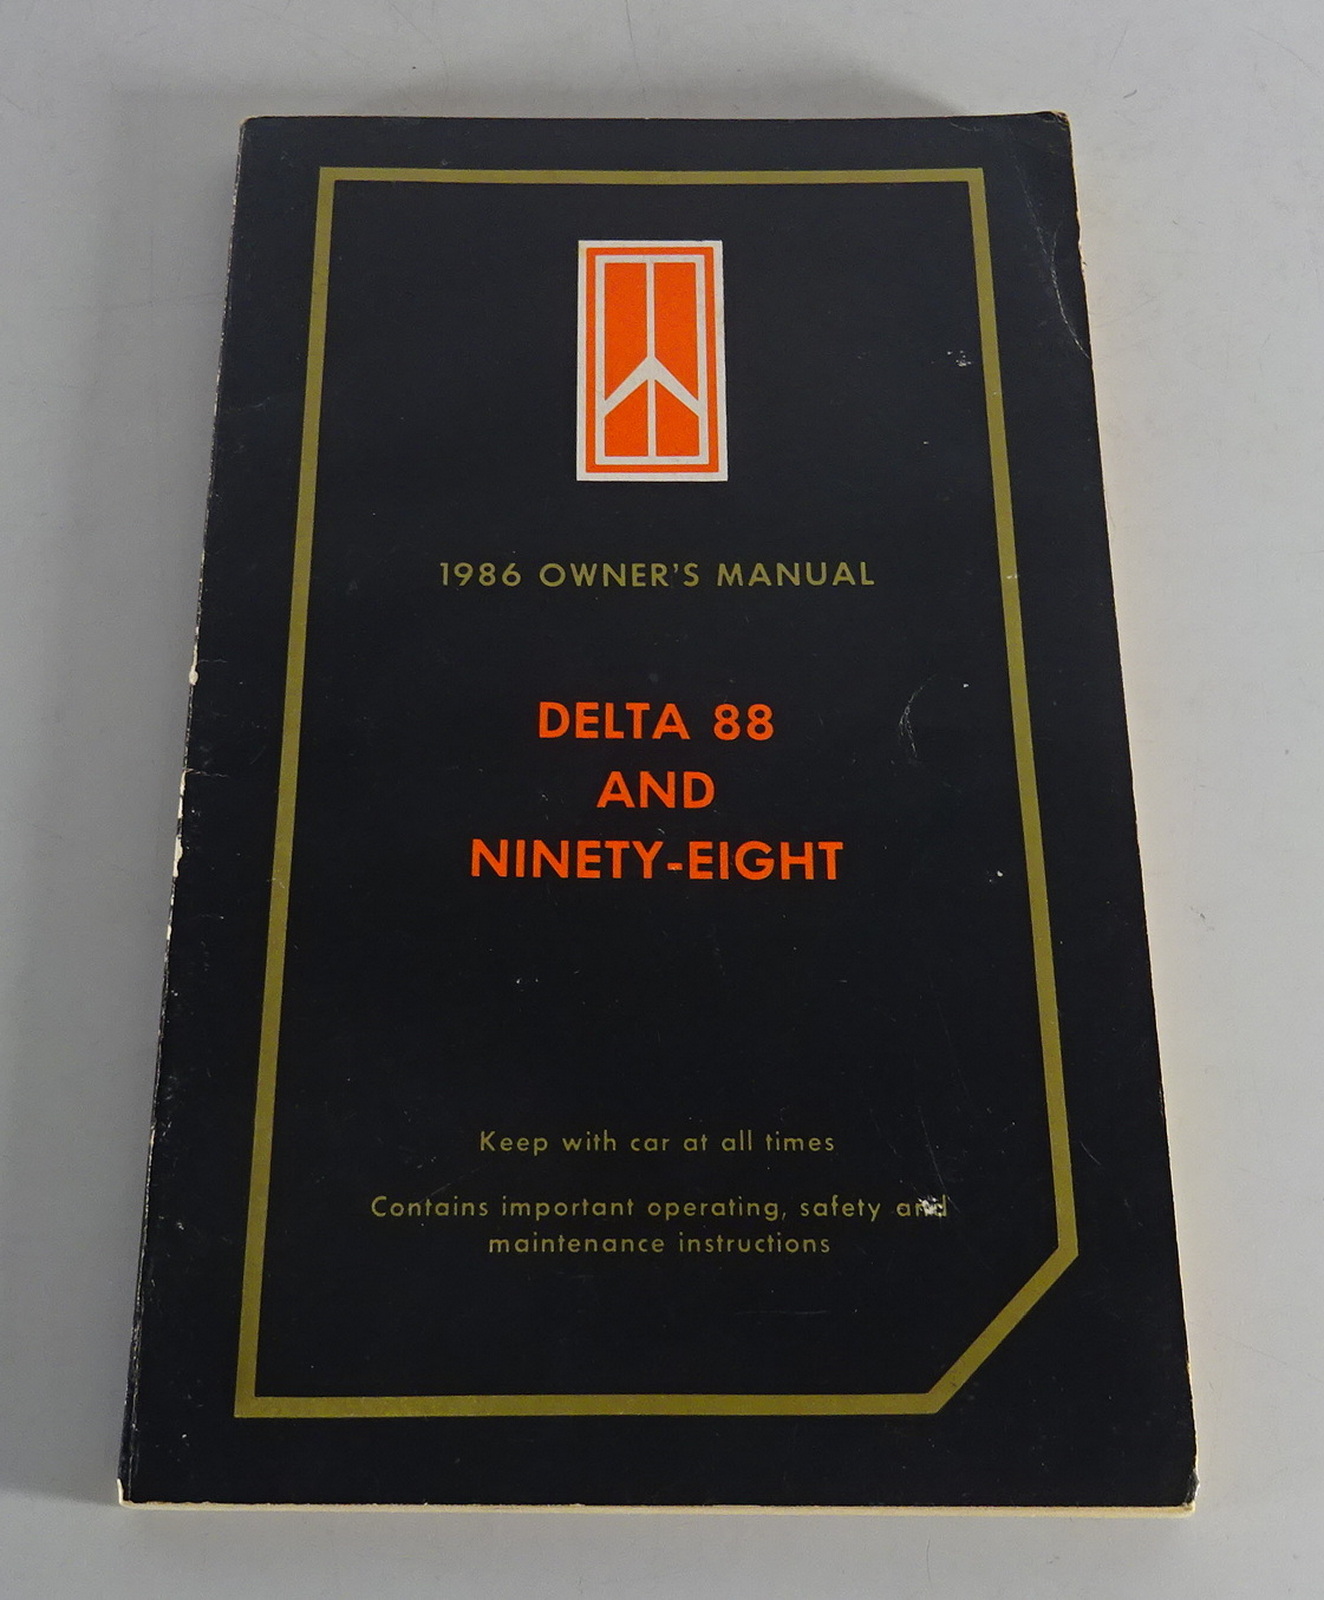 1986 OWNER'S MANUAL
DELTA 88
AND
NINETY-EIGHT
Keep with car at all times
Contains important operating, safety and
maintenance instructions